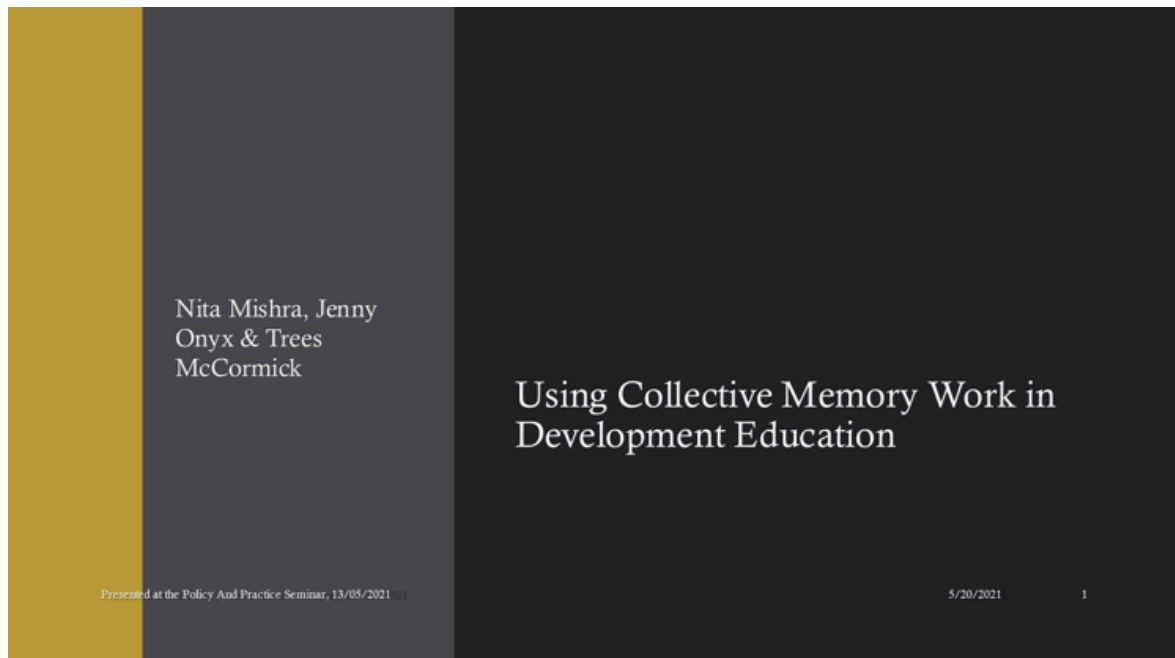 Nita Mishra, Jenny
Onyx & Trees
McCormick
Using Collective Memory Work in
Development Education
Presented at the Policy And Practice Seminar, 13/05/2021
5/20/2021
1